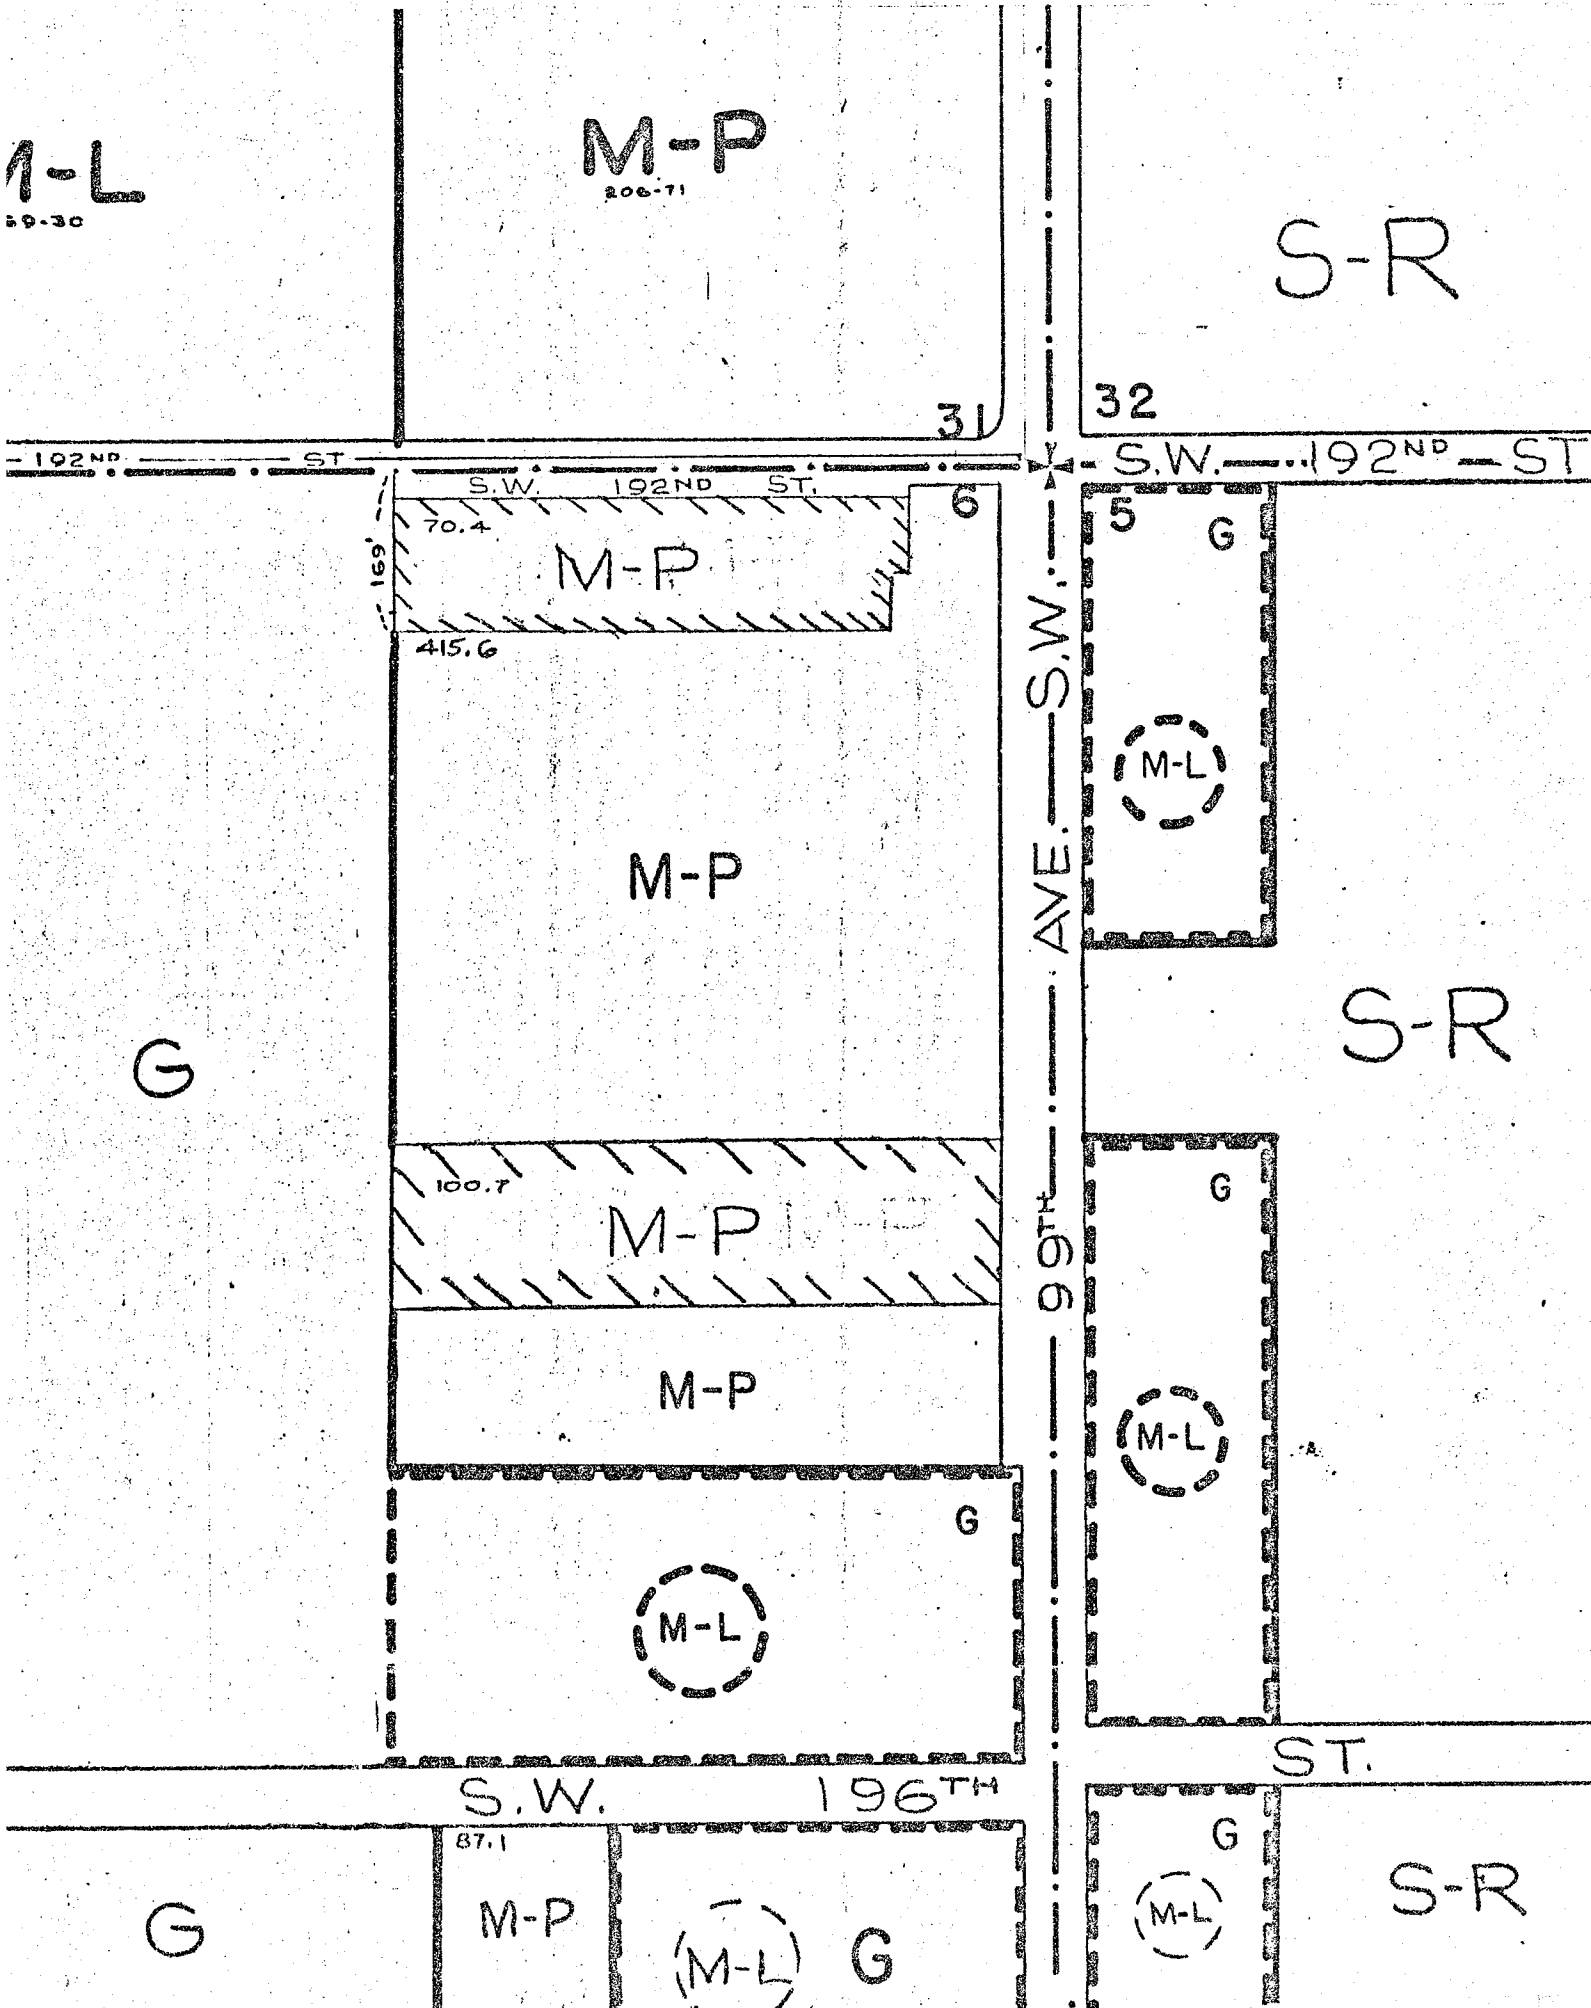 M-L
M-P
206-71
S-R
31
32
192ND ST
S.W. 192ND ST
S.W. 192ND ST.
6
5
G
70.4
M-P
169'
415.6
S.W.
M-L
M-P
AVE.
S-R
G
100.7
M-P
G
99TH
M-P
M-L
G
M-L
ST.
S.W. 196TH
87.1
G
G
M-P
M-L
G
M-L
S-R